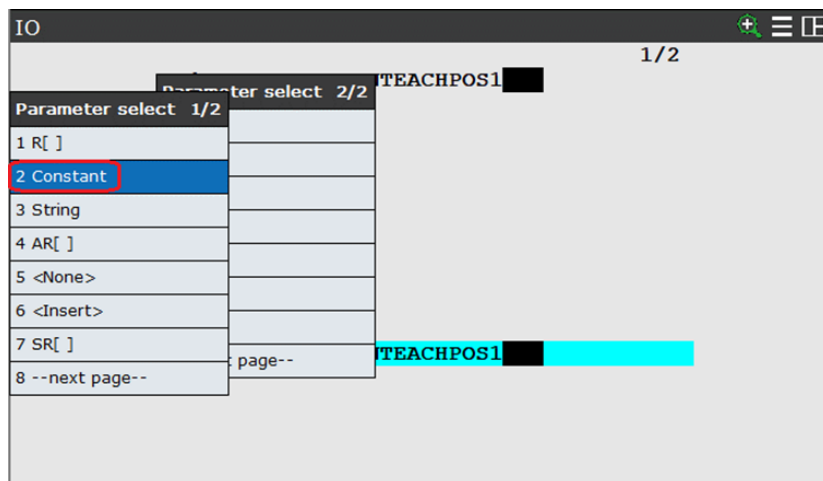 IO
1/2
TEACHPOS1
ter select 2/2
Parameter select 1/2
1 R[ ]
2 Constant
3 String
4 AR[ ]
5 <None>
6 <Insert>
7 SR[ ]
8 --next page--
page--
TEACHPOS1